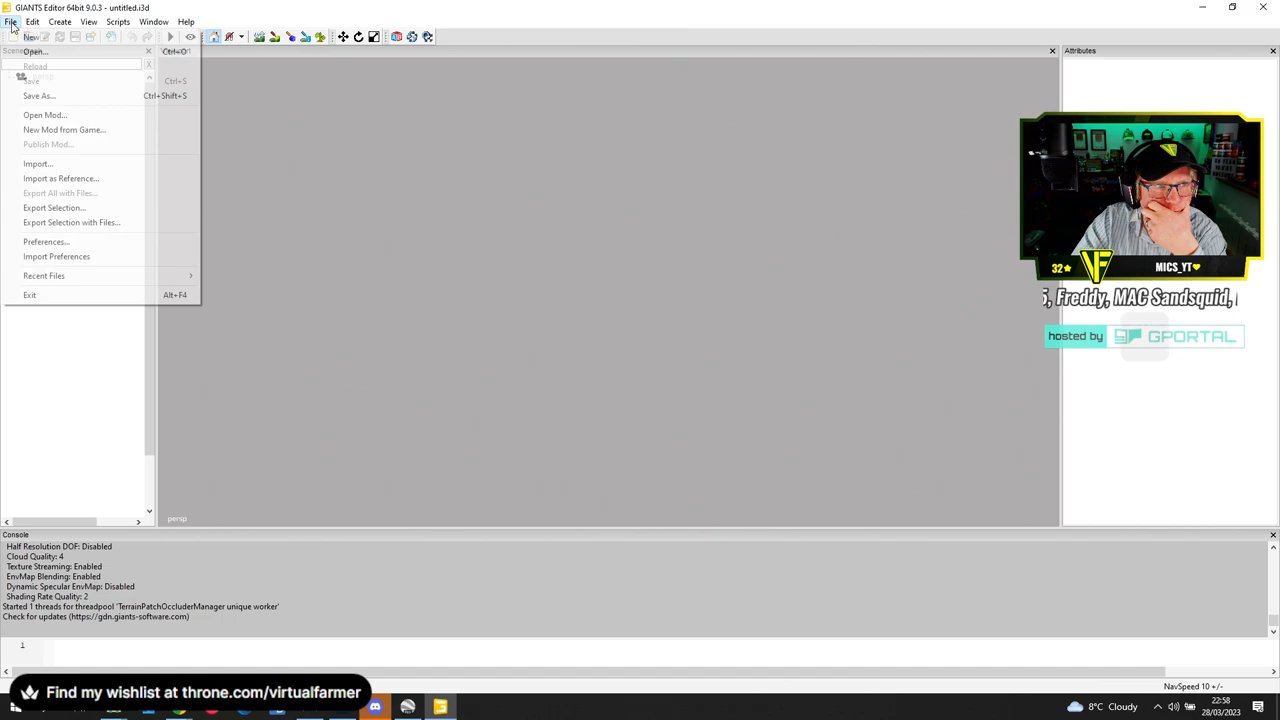 GIANTS Editor 64bit 9.0.3 - untitled.i3d
File Edit Create View Scripts Window Help
New
Open... Ctrl+O
Reload
persp
Save Ctrl+S
Save As... Ctrl+Shift+S
Open Mod...
New Mod from Game...
Publish Mod...
Import...
Import as Reference...
Export All with Files...
Export Selection...
Export Selection with Files...
Preferences...
Import Preferences
Recent Files
Exit Alt+F4
Attributes
32
VF
MICS_YT
5, Freddy, MAC Sandsquid,
hosted by GPORTAL
persp
Console
Half Resolution DOF: Disabled
Cloud Quality: 4
Texture Streaming: Enabled
EnvMap Blending: Enabled
Dynamic Specular EnvMap: Disabled
Shading Rate Quality: 2
Started 1 threads for threadpool 'TerrainPatchOccluderManager unique worker'
Check for updates (https://gdn.giants-software.com)
1
NavSpeed 10 +/-
Find my wishlist at throne.com/virtualfarmer
8°C Cloudy
22:58
28/03/2023